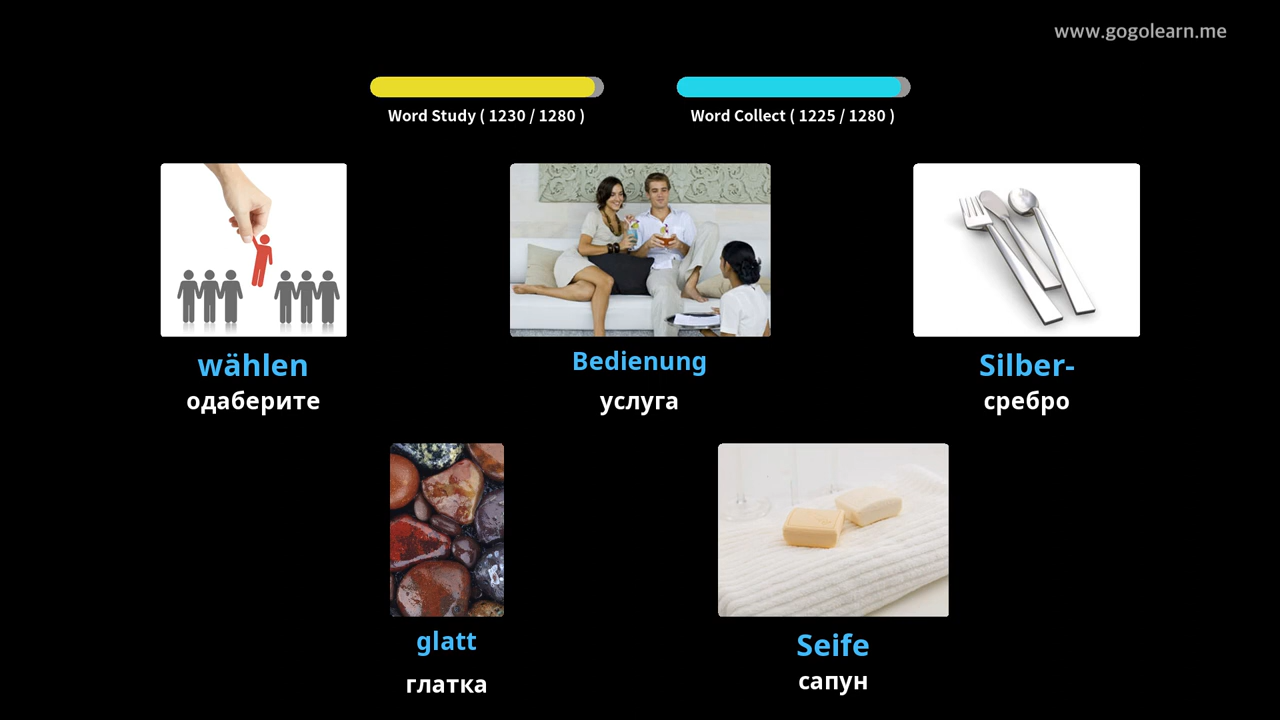 www.gogolearn.me
Word Study ( 1230 / 1280 )
Word Collect ( 1225 / 1280 )
wählen
одаберите
Bedienung
услуга
Silber-
сребро
glatt
глатка
Seife
сапун